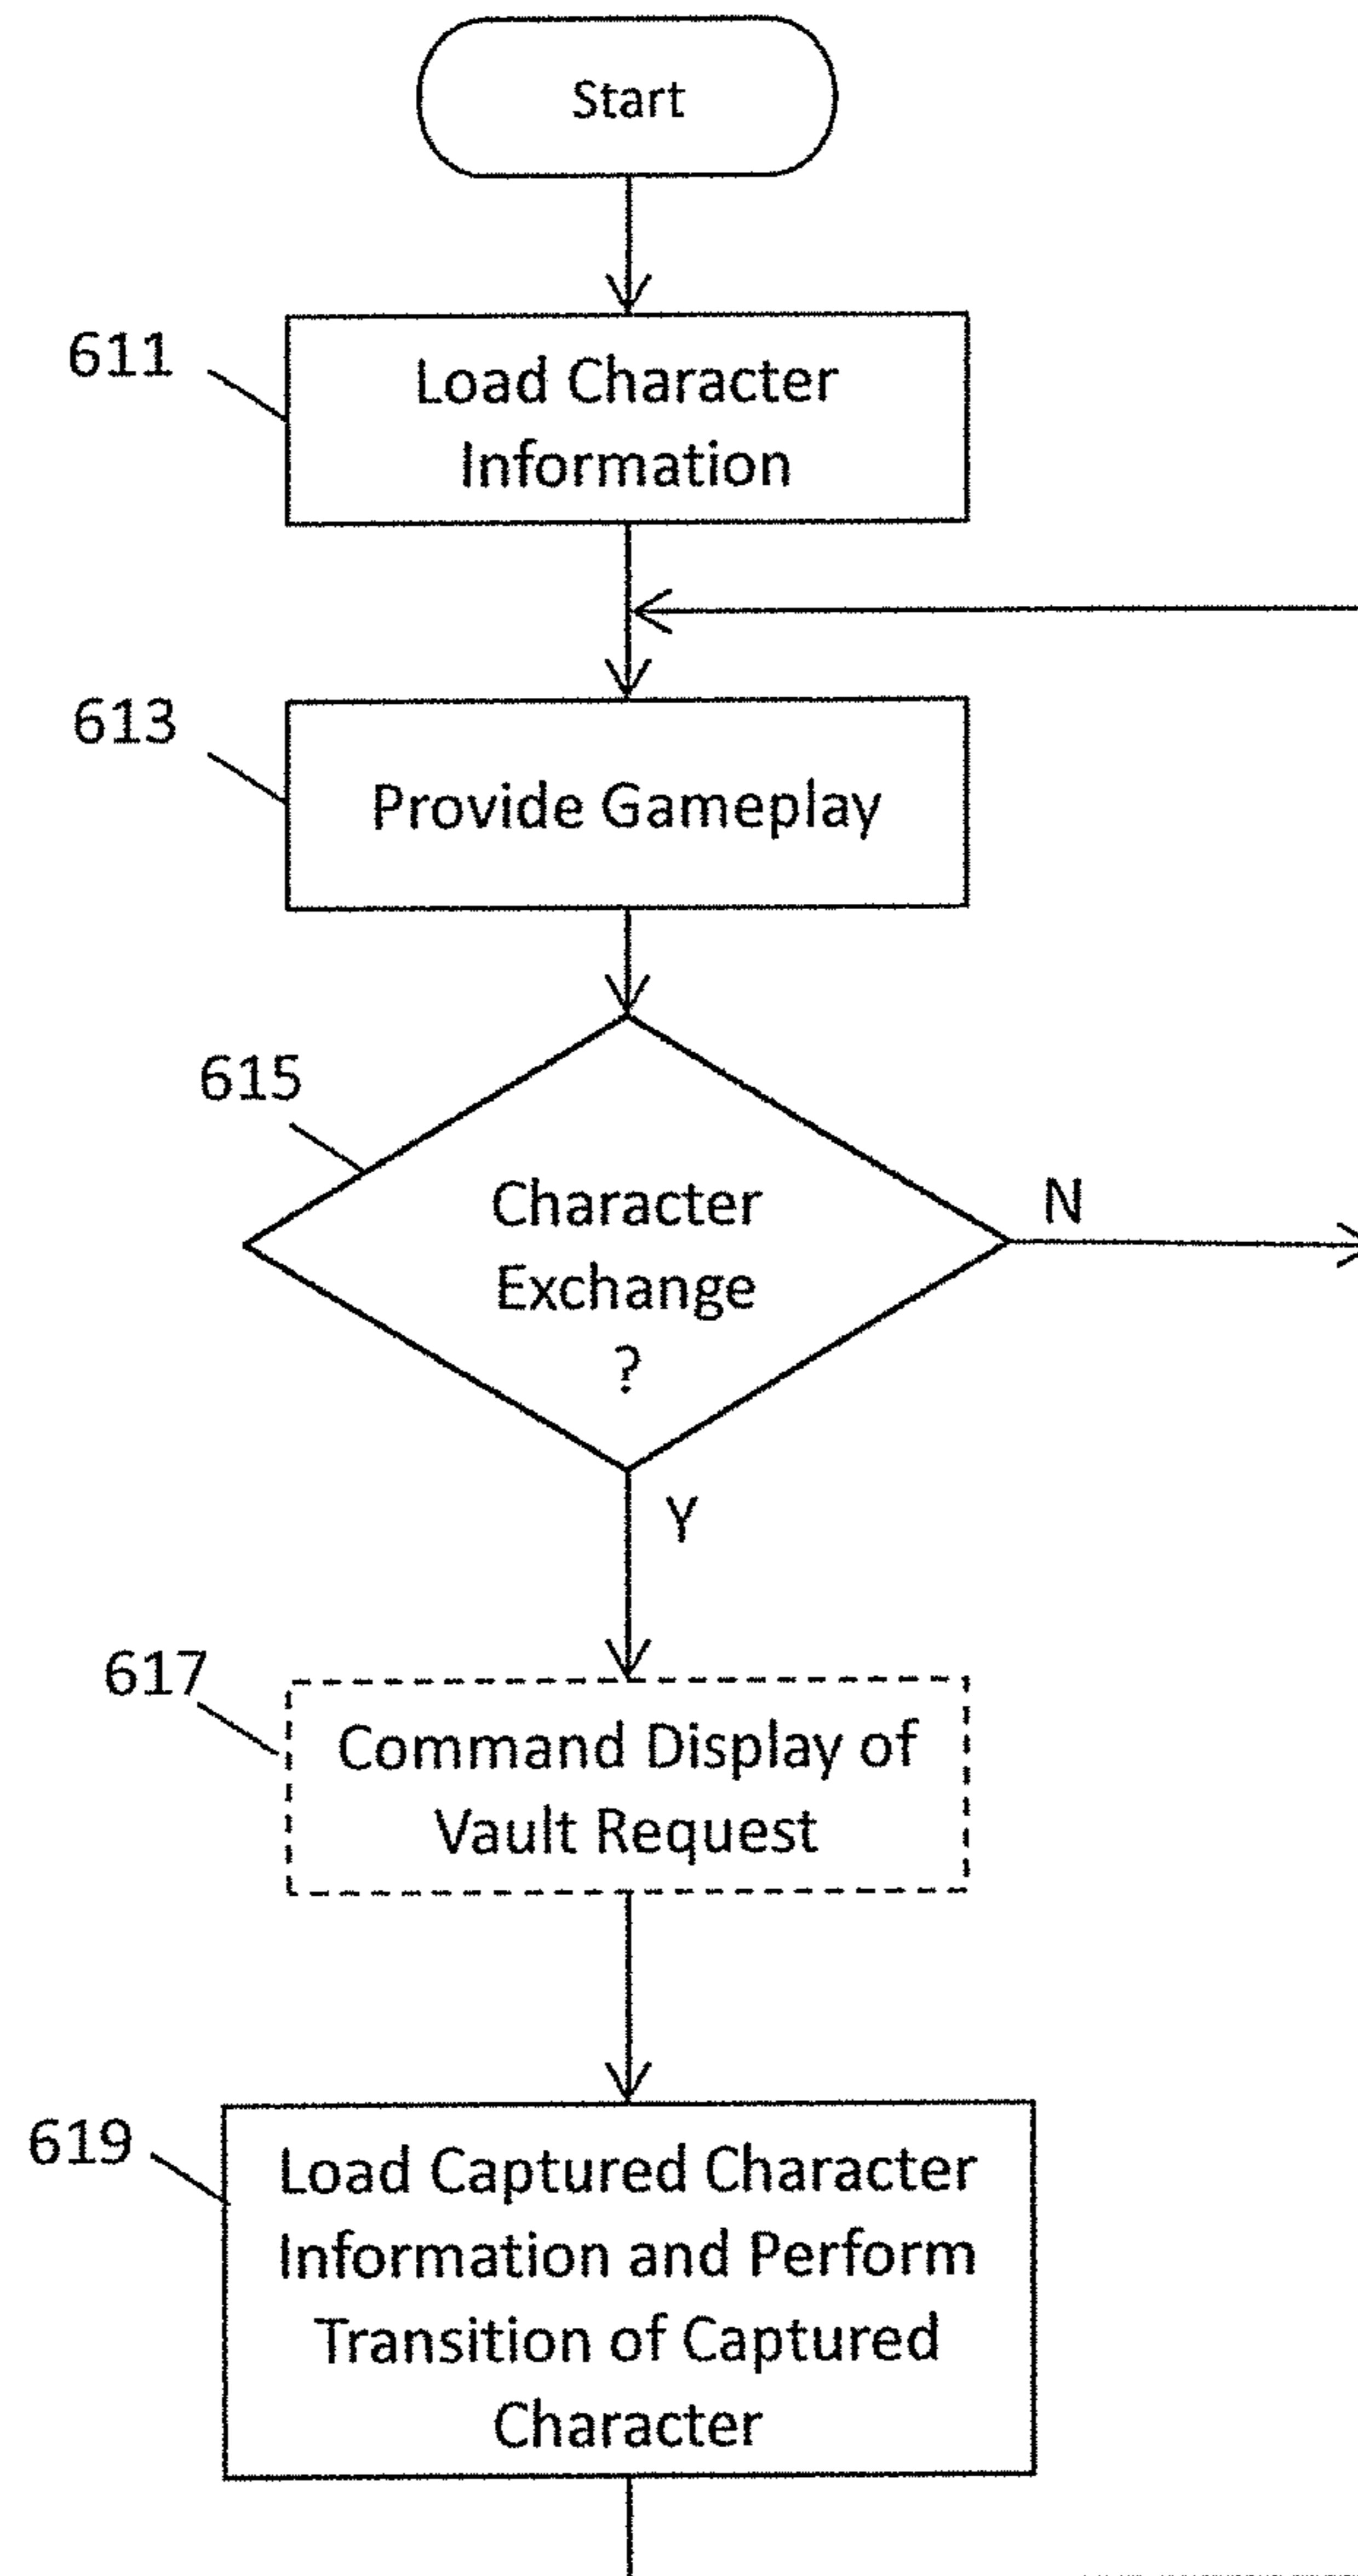 Start
611
Load Character
Information
613
Provide Gameplay
615
Character
Exchange
?
N
Y
617
Command Display of
Vault Request
619
Load Captured Character
Information and Perform
Transition of Captured
Character